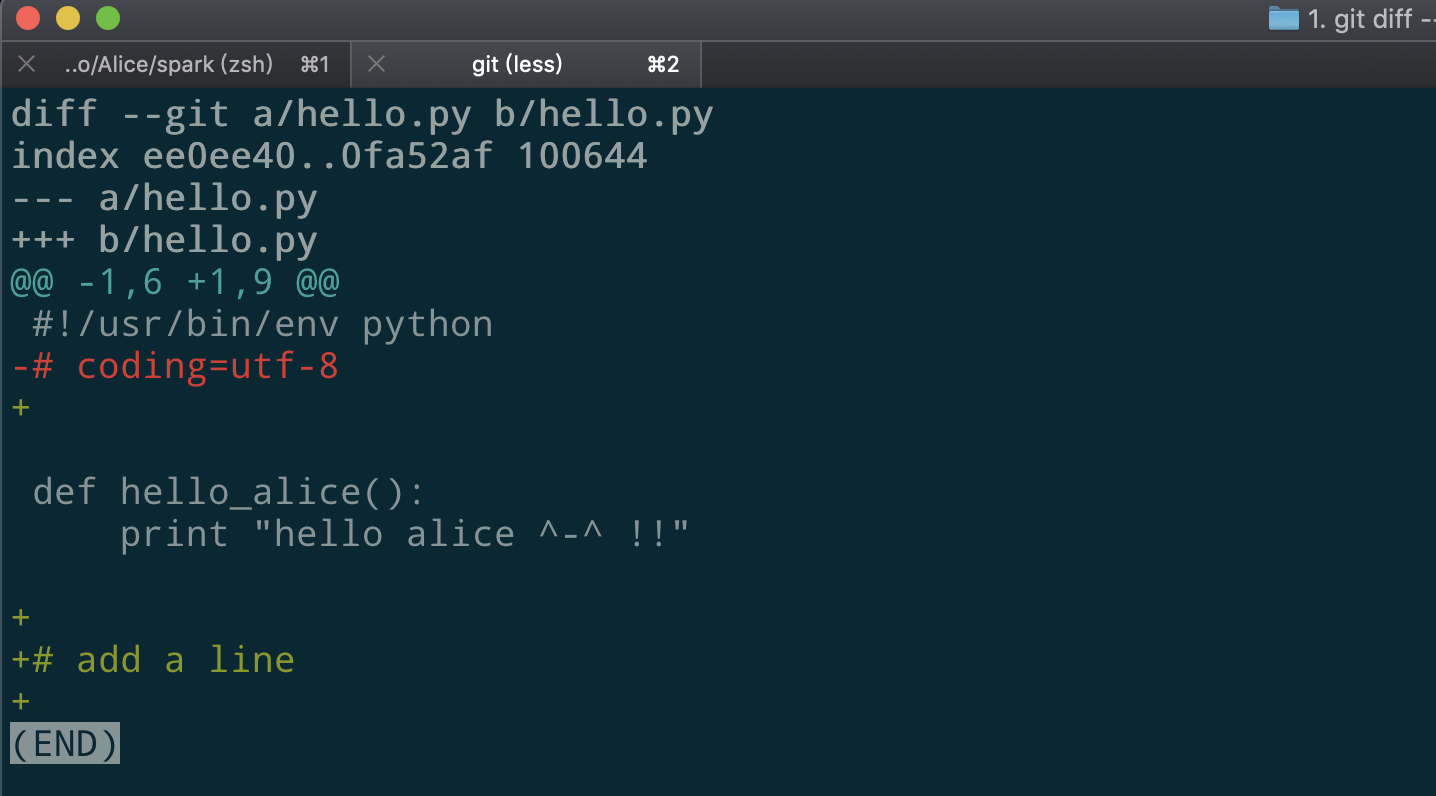 1. git diff --
..o/Alice/spark (zsh) ⌘1 git (less) ⌘2
diff --git a/hello.py b/hello.py
index ee0ee40..0fa52af 100644
--- a/hello.py
+++ b/hello.py
@@ -1,6 +1,9 @@
 #!/usr/bin/env python
-# coding=utf-8
+

 def hello_alice():
     print "hello alice ^-^ !!"

+
+# add a line
+
(END)